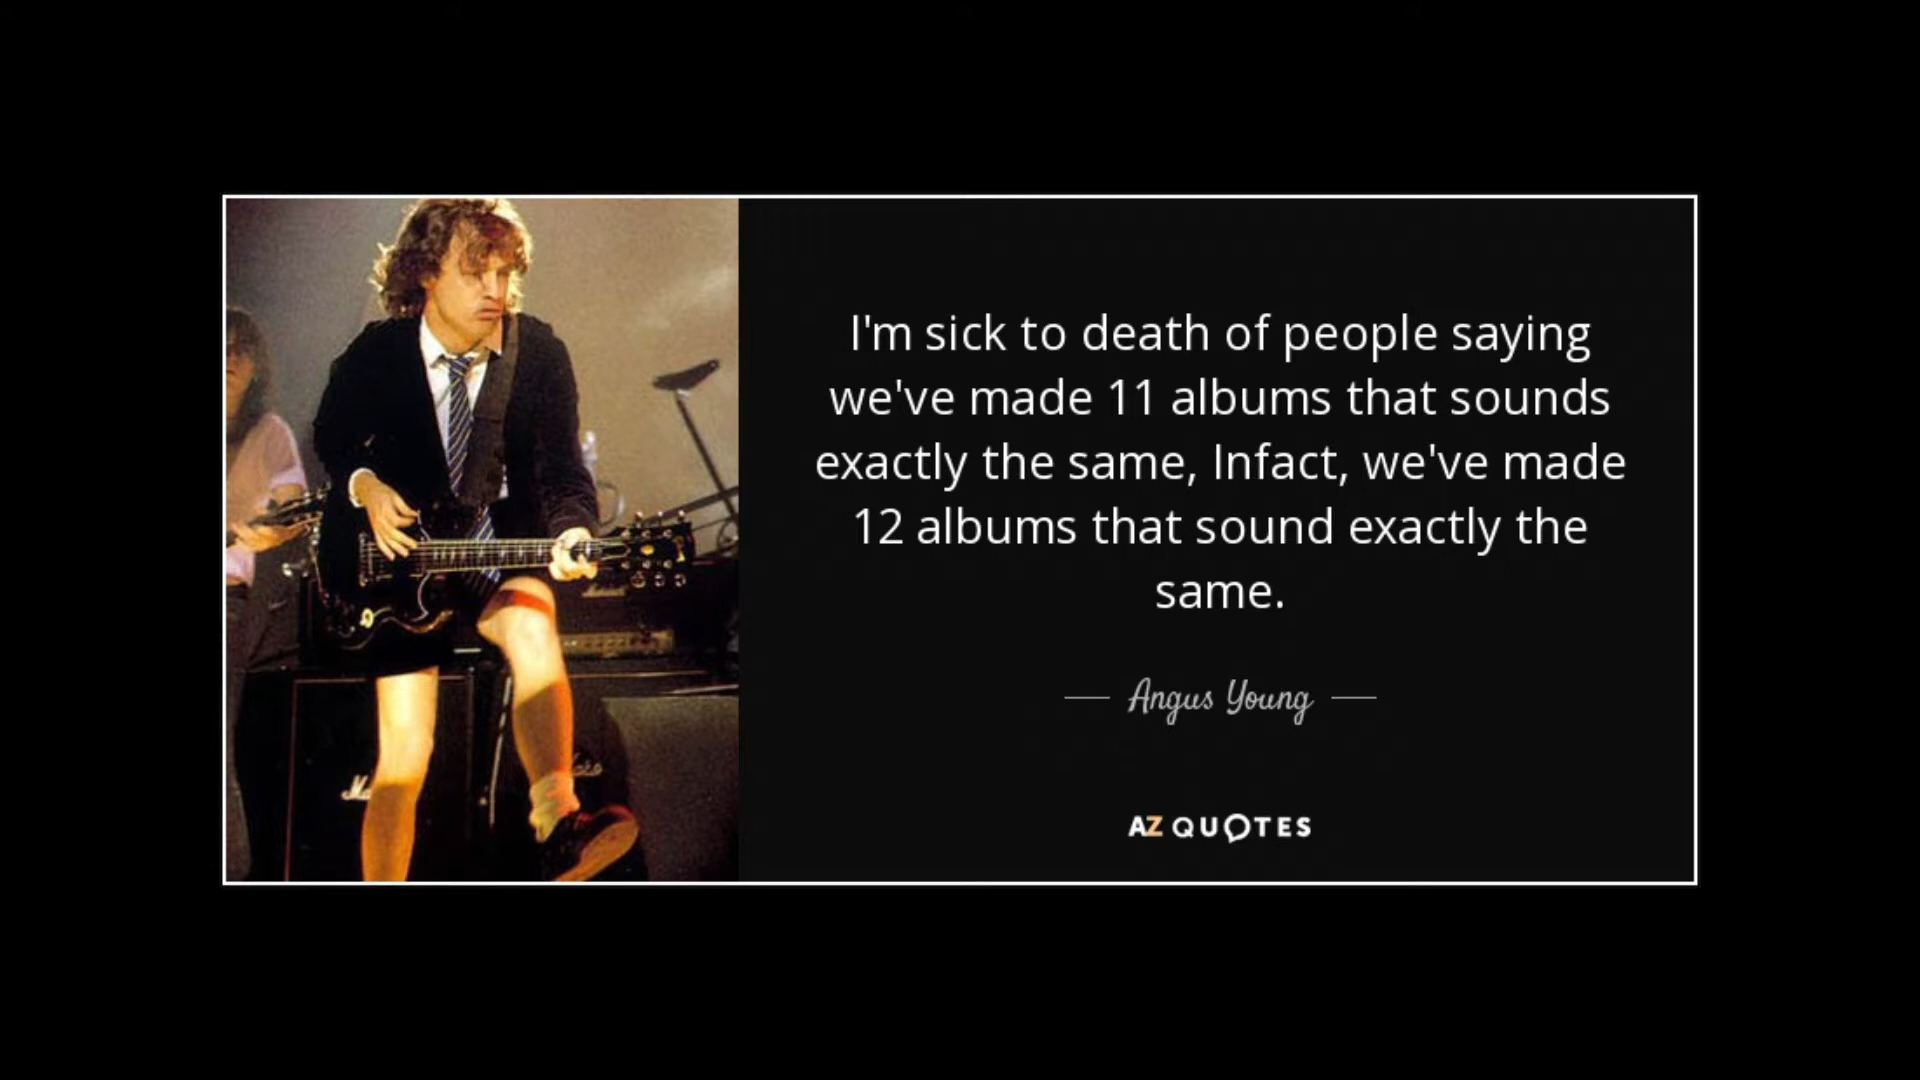 I'm sick to death of people saying
we've made 11 albums that sounds
exactly the same, Infact, we've made
12 albums that sound exactly the
same.
Angus Young
AZ QUOTES